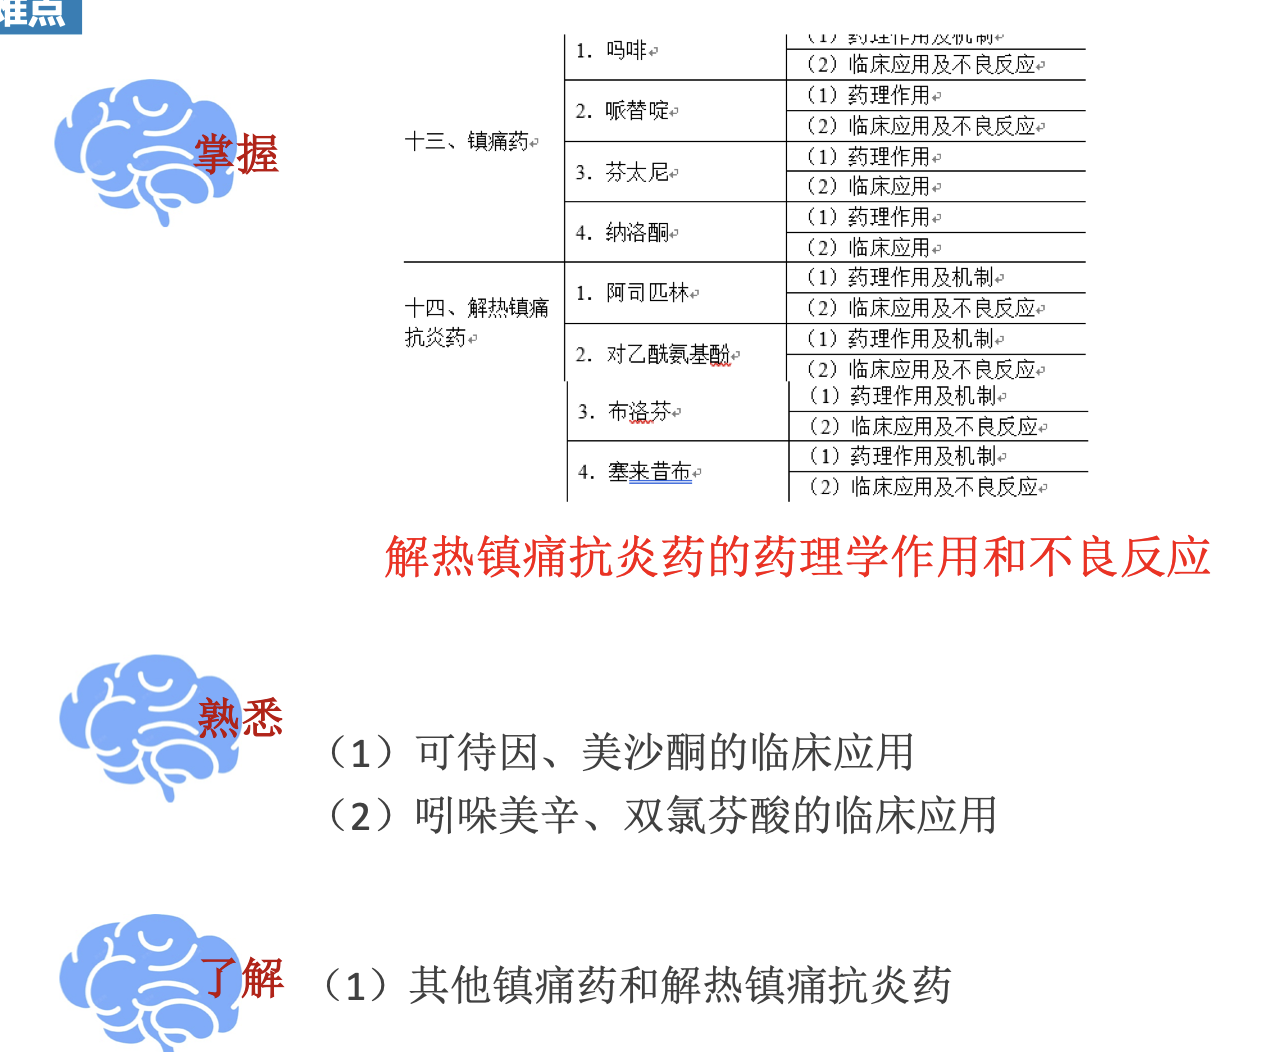 难点
掌握
十三、镇痛药
1. 吗啡
（1）药理作用及机制
（2）临床应用及不良反应
2. 哌替啶
（1）药理作用
（2）临床应用及不良反应
3. 芬太尼
（1）药理作用
（2）临床应用
4. 纳洛酮
（1）药理作用
（2）临床应用
十四、解热镇痛
抗炎药
1. 阿司匹林
（1）药理作用及机制
（2）临床应用及不良反应
2. 对乙酰氨基酚
（1）药理作用及机制
（2）临床应用及不良反应
3. 布洛芬
（1）药理作用及机制
（2）临床应用及不良反应
4. 塞来昔布
（1）药理作用及机制
（2）临床应用及不良反应
解热镇痛抗炎药的药理学作用和不良反应
熟悉
（1）可待因、美沙酮的临床应用
（2）吲哚美辛、双氯芬酸的临床应用
了解
（1）其他镇痛药和解热镇痛抗炎药